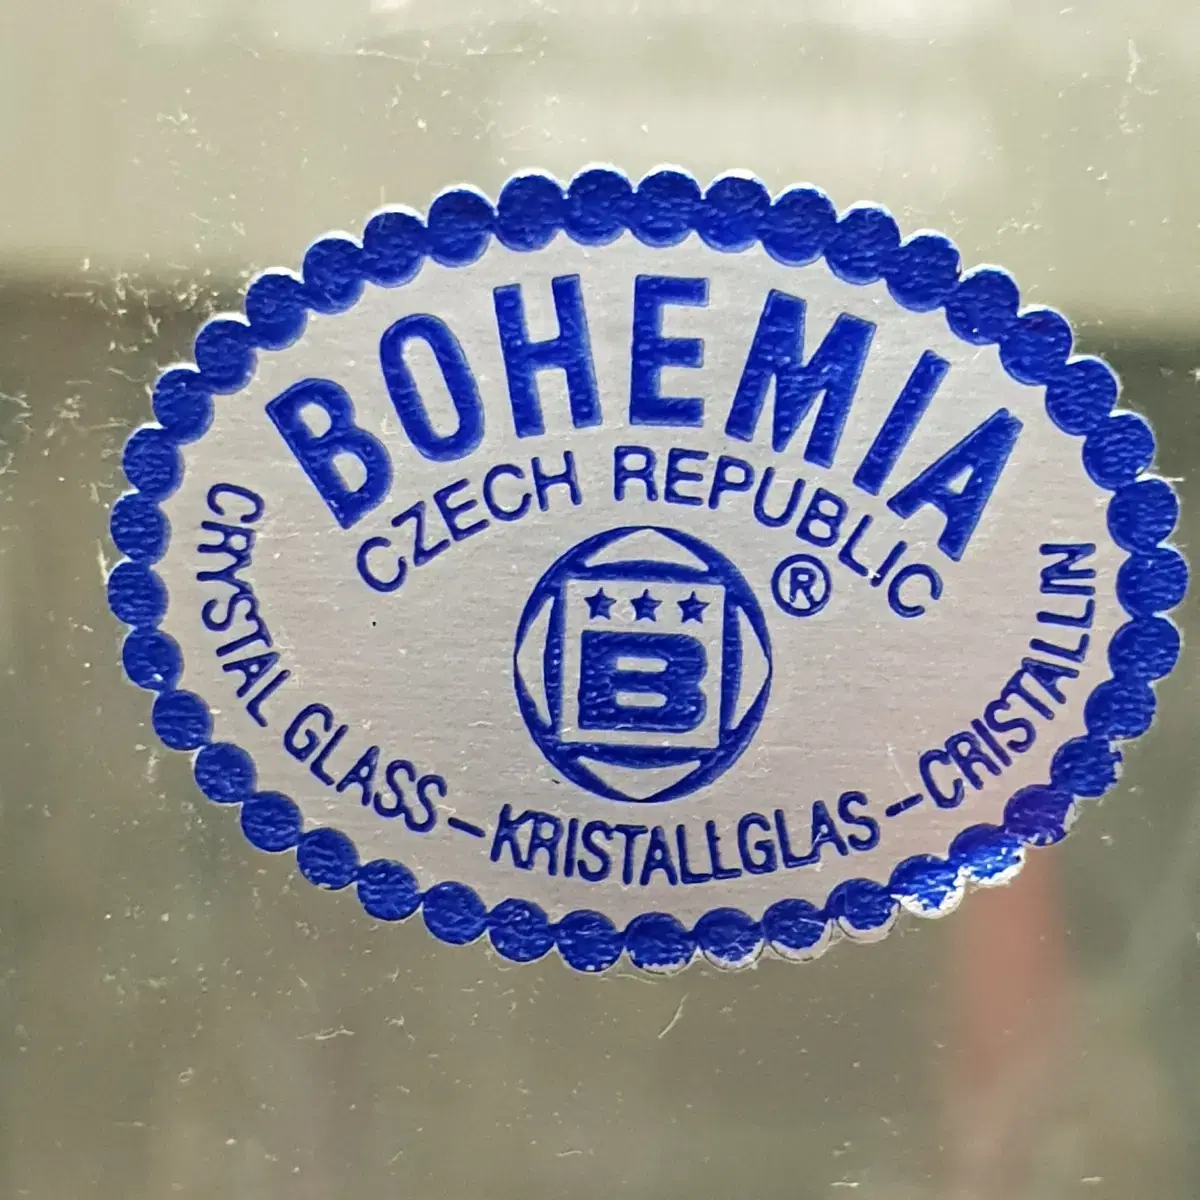 BOHEMIA
CZECH REPUBLIC
®
B
CRYSTAL GLASS – KRISTALLGLAS – CRISTALLIN